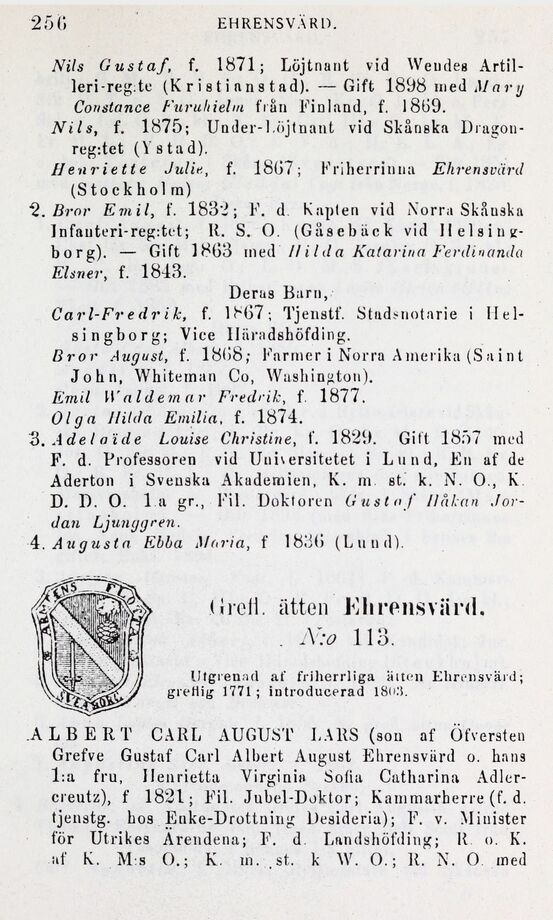 256 EHRENSVÄRD.
Nils Gustaf, f. 1871; Löjtnant vid Wendes Artil-
leri-reg:te (Kristianstad). — Gift 1898 med Mary
Constance Furuhielm från Finland, f. 1869.
Nils, f. 1875; Under-Löjtnant vid Skånska Dragon-
reg:tet (Ystad).
Henriette Julie, f. 1867; Friherrinna Ehrensvärd
(Stockholm)
2. Bror Emil, f. 1832; F. d. Kapten vid Norra Skånska
Infanteri-reg:tet; R. S. O. (Gåsebäck vid Helsing-
borg). — Gift 1863 med Hilda Katarina Ferdinanda
Elsner, f. 1843.
Deras Barn,
Carl-Fredrik, f. 1867; Tjenstf. Stadsnotarie i Hel-
singborg; Vice Häradshöfding.
Bror August, f. 1868; Farmer i Norra Amerika (Saint
John, Whiteman Co, Washington).
Emil Waldemar Fredrik, f. 1877.
Olga Hilda Emilia, f. 1874.
3. Adelaïde Louise Christine, f. 1829. Gift 1857 med
F. d. Professoren vid Universitetet i Lund, En af de
Aderton i Svenska Akademien, K. m. st. k. N. O., K.
D. D. O. 1:a gr., Fil. Doktoren Gustaf Håkan Jor-
dan Ljunggren.
4. Augusta Ebba Maria, f 1836 (Lund).
ARMEENS FLOTTA
SVEABORG
Grefl. ätten Ehrensvärd.
N:o 113.
Utgrenad af friherrliga ätten Ehrensvärd;
greflig 1771; introducerad 1803.
ALBERT CARL AUGUST LARS (son af Öfversten
Grefve Gustaf Carl Albert August Ehrensvärd o. hans
1:a fru, Henrietta Virginia Sofia Catharina Adler-
creutz), f 1821; Fil. Jubel-Doktor; Kammarherre (f. d.
tjenstg. hos Enke-Drottning Desideria); F. v. Minister
för Utrikes Ärendena; F. d. Landshöfding; R. o. K.
af K. M:s O.; K. m. st. k W. O.; R. N. O. med